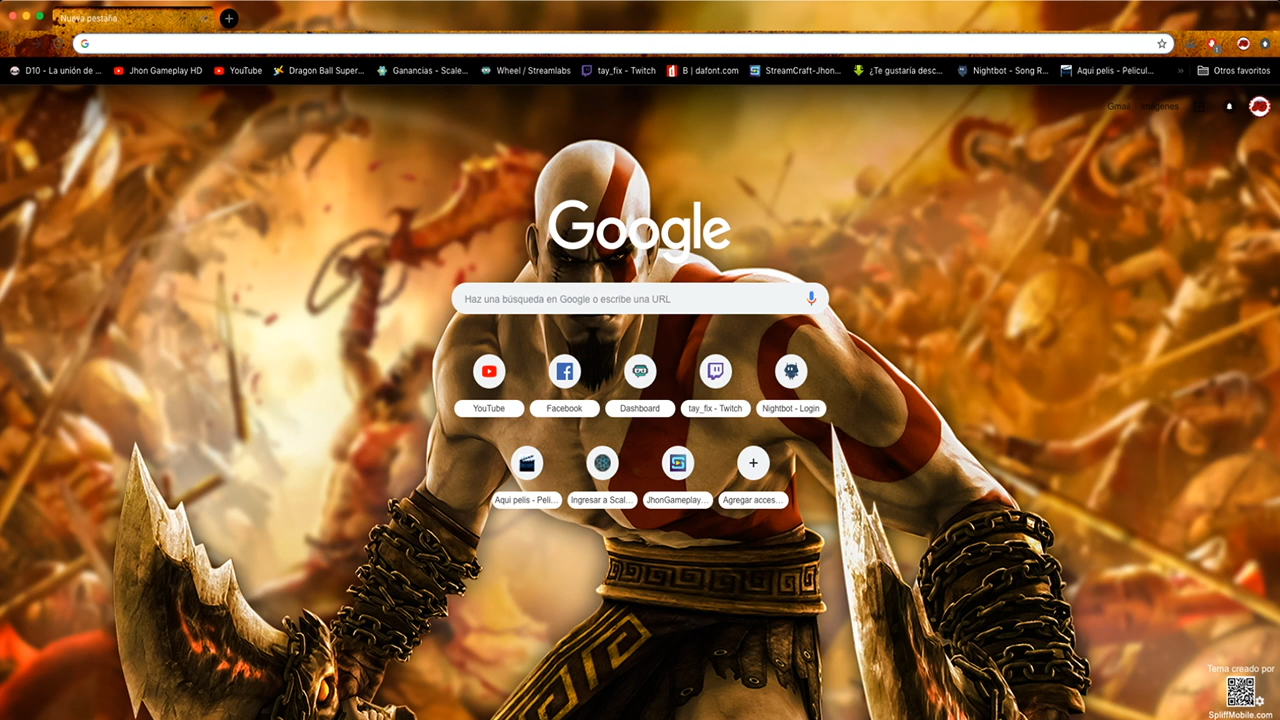 Nueva pestaña
D10 - La unión de ...
Jhon Gameplay HD
YouTube
Dragon Ball Super...
Ganancias - Scale...
Wheel / Streamlabs
tay_fix - Twitch
B | dafont.com
StreamCraft-Jhon...
¿Te gustaría desc...
Nightbot - Song R...
Aqui pelis - Pelicul...
Otros favoritos
Gmail
Imágenes
Google
Haz una búsqueda en Google o escribe una URL
YouTube
Facebook
Dashboard
tay_fix - Twitch
Nightbot - Login
Aqui pelis - Peli...
Ingresar a Scal...
JhonGameplay...
Agregar acces...
Tema creado por
SpliffMobile.com